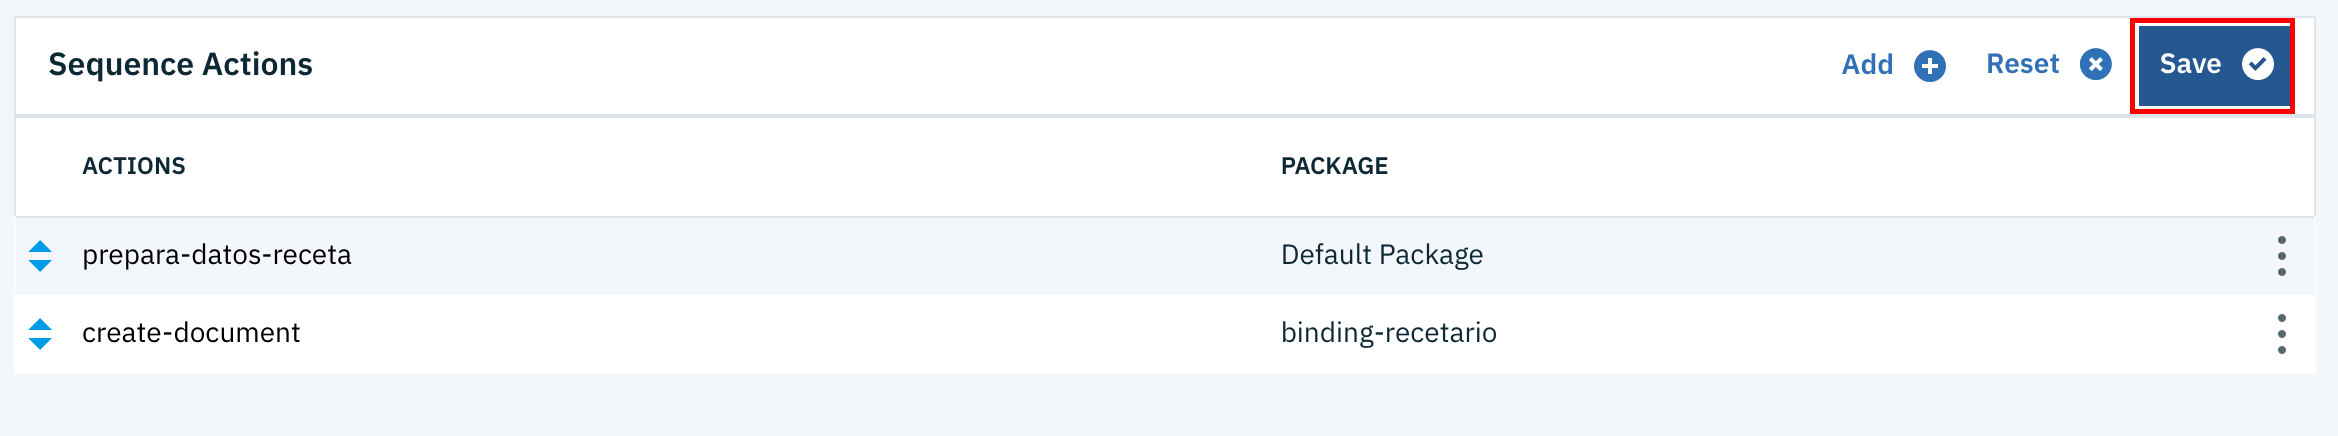 Sequence Actions Add Reset Save
ACTIONS PACKAGE
prepara-datos-receta Default Package
create-document binding-recetario